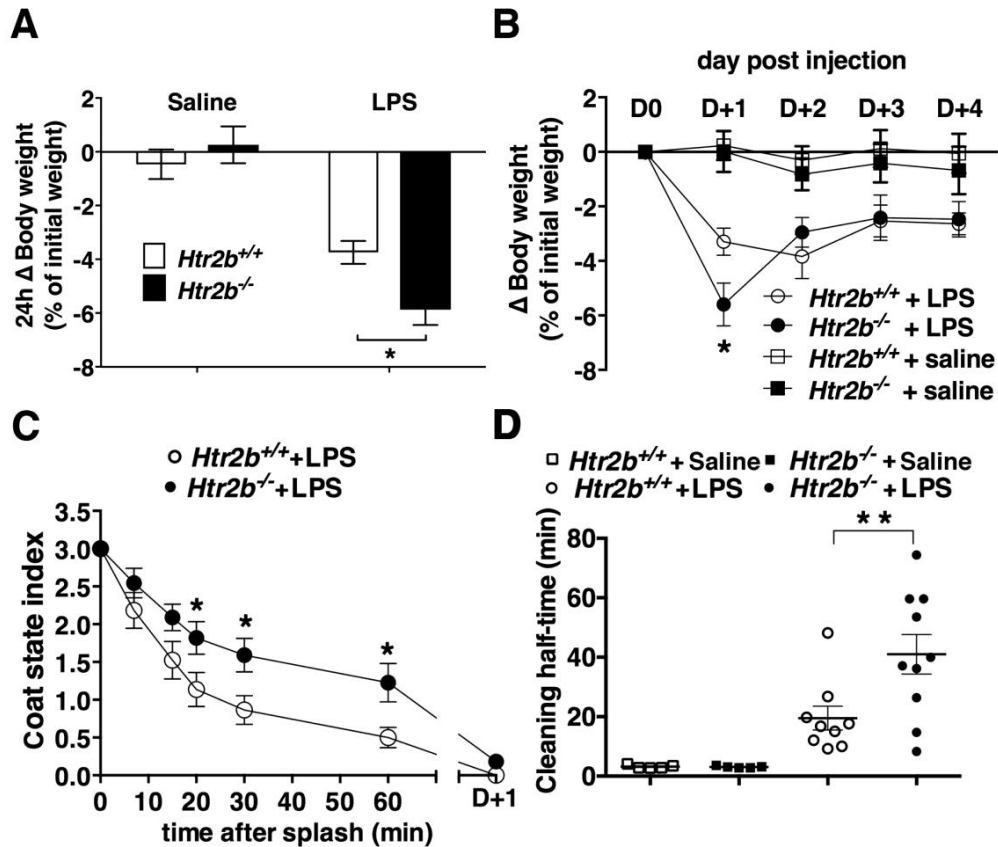 A
24h Δ Body weight
(% of initial weight)
2
0
-2
-4
-6
-8
Saline
LPS
Htr2b+/+
Htr2b-/-
*
B
day post injection
D0 D+1 D+2 D+3 D+4
Δ Body weight
(% of initial weight)
2
0
-2
-4
-6
-8
*
Htr2b+/+ + LPS
Htr2b-/- + LPS
Htr2b+/+ + saline
Htr2b-/- + saline
C
Htr2b+/+ +LPS
Htr2b-/- +LPS
Coat state index
3.5
3.0
2.5
2.0
1.5
1.0
0.5
0.0
* * *
0 10 20 30 40 50 60 D+1
time after splash (min)
D
Htr2b+/+ + Saline Htr2b-/- + Saline
Htr2b+/+ + LPS Htr2b-/- + LPS
Cleaning half-time (min)
80
60
40
20
0
* *